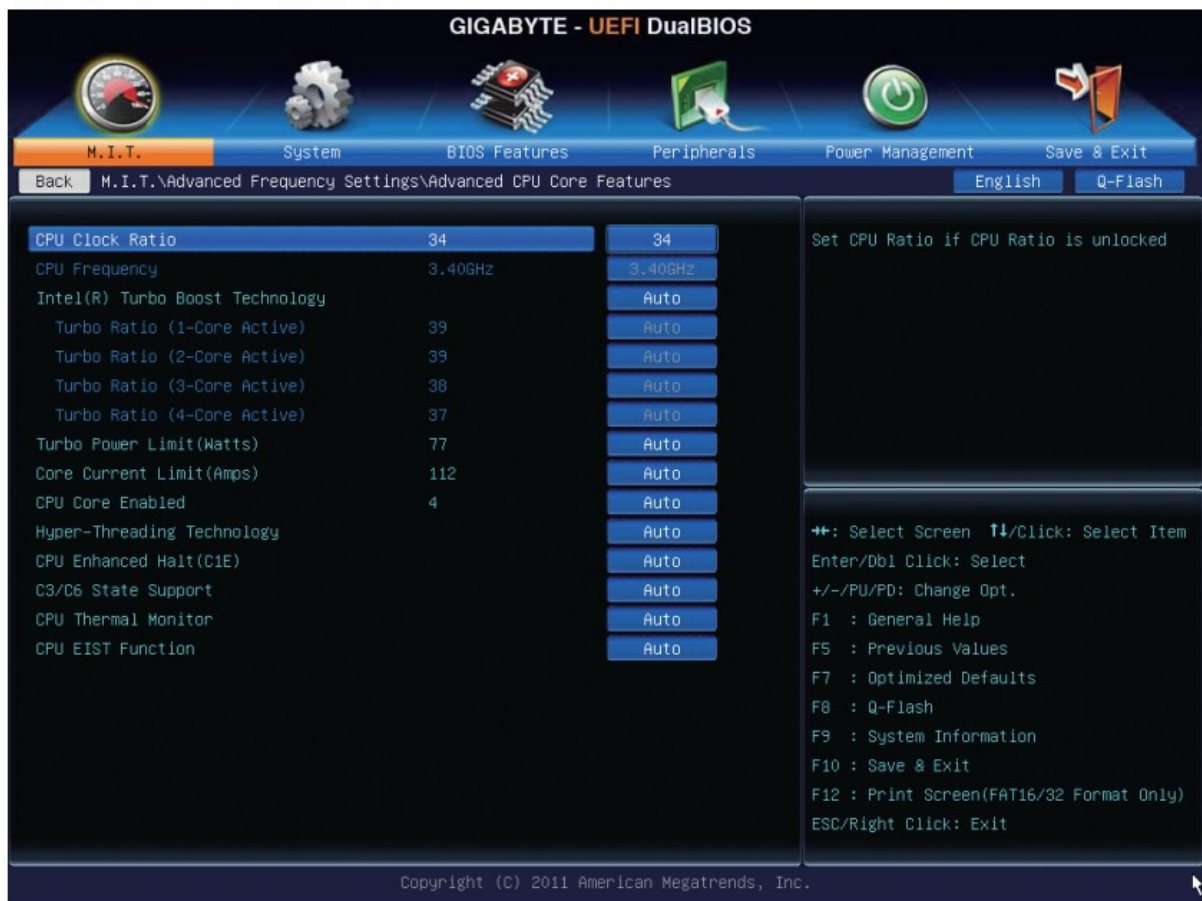 GIGABYTE - UEFI DualBIOS
M.I.T. System BIOS Features Peripherals Power Management Save & Exit
Back M.I.T.\Advanced Frequency Settings\Advanced CPU Core Features English Q-Flash
CPU Clock Ratio 34 34
CPU Frequency 3.40GHz 3.40GHz
Intel(R) Turbo Boost Technology Auto
Turbo Ratio (1-Core Active) 39 Auto
Turbo Ratio (2-Core Active) 39 Auto
Turbo Ratio (3-Core Active) 38 Auto
Turbo Ratio (4-Core Active) 37 Auto
Turbo Power Limit(Watts) 77 Auto
Core Current Limit(Amps) 112 Auto
CPU Core Enabled 4 Auto
Hyper-Threading Technology Auto
CPU Enhanced Halt(C1E) Auto
C3/C6 State Support Auto
CPU Thermal Monitor Auto
CPU EIST Function Auto
Set CPU Ratio if CPU Ratio is unlocked
→←: Select Screen ↑↓/Click: Select Item
Enter/Dbl Click: Select
+/-/PU/PD: Change Opt.
F1 : General Help
F5 : Previous Values
F7 : Optimized Defaults
F8 : Q-Flash
F9 : System Information
F10 : Save & Exit
F12 : Print Screen(FAT16/32 Format Only)
ESC/Right Click: Exit
Copyright (C) 2011 American Megatrends, Inc.